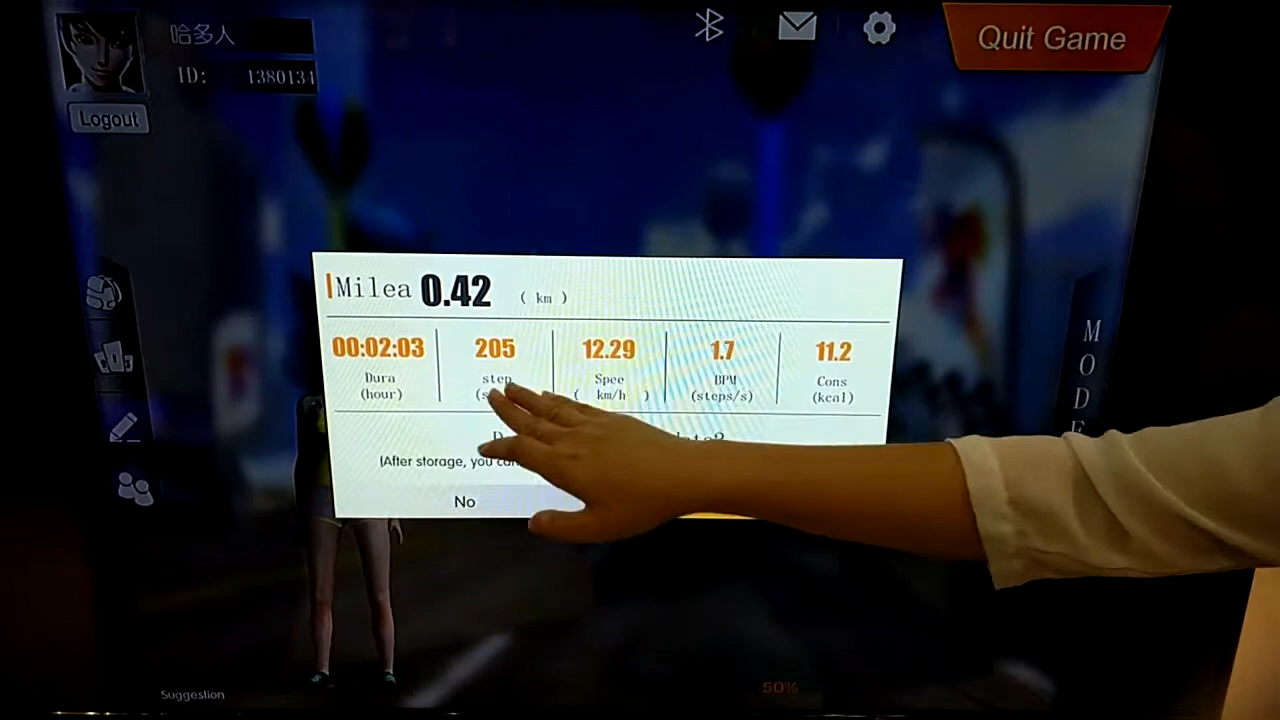 哈多人
ID: 1380134
Logout
Quit Game
Milea 0.42 ( km )
00:02:03 205 12.29 1.7 11.2
Dura step Spee BPM Cons
(hour) ( km/h ) (steps/s) (kcal)
(After storage, you can
No
MODE
Suggestion
50%